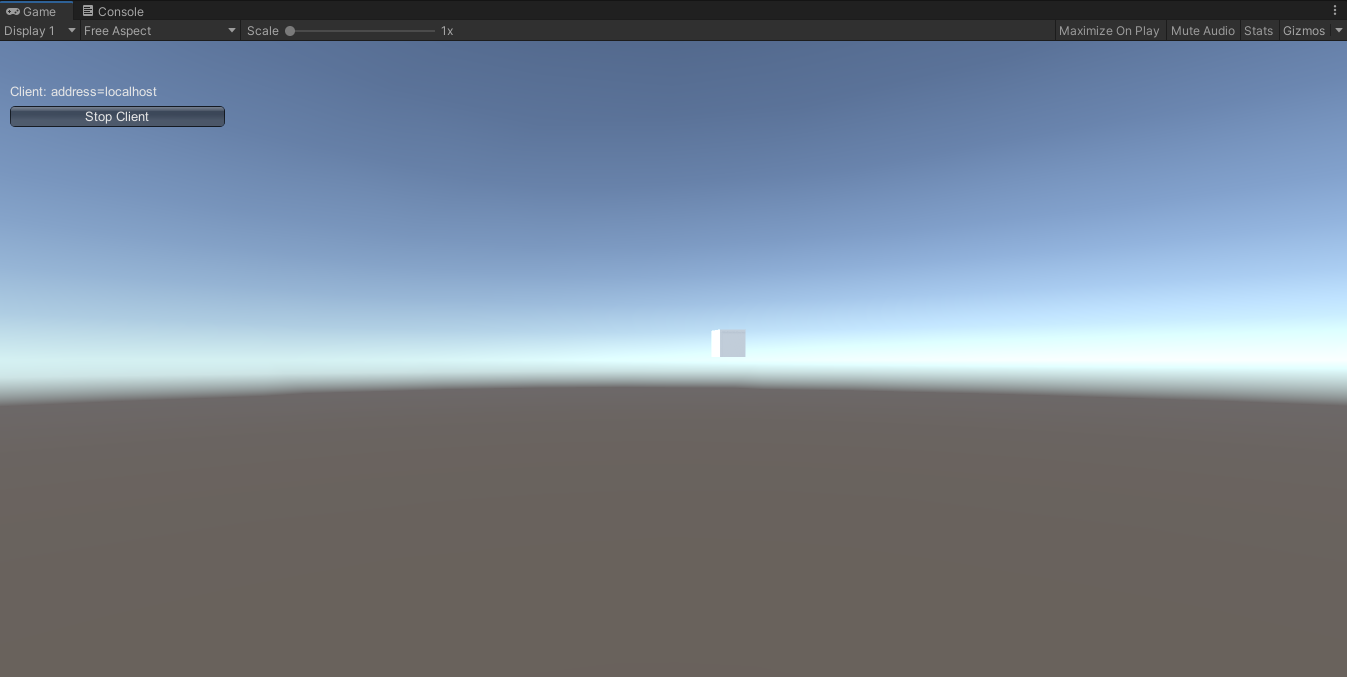 Game Console
Display 1 Free Aspect Scale 1x Maximize On Play Mute Audio Stats Gizmos
Client: address=localhost
Stop Client